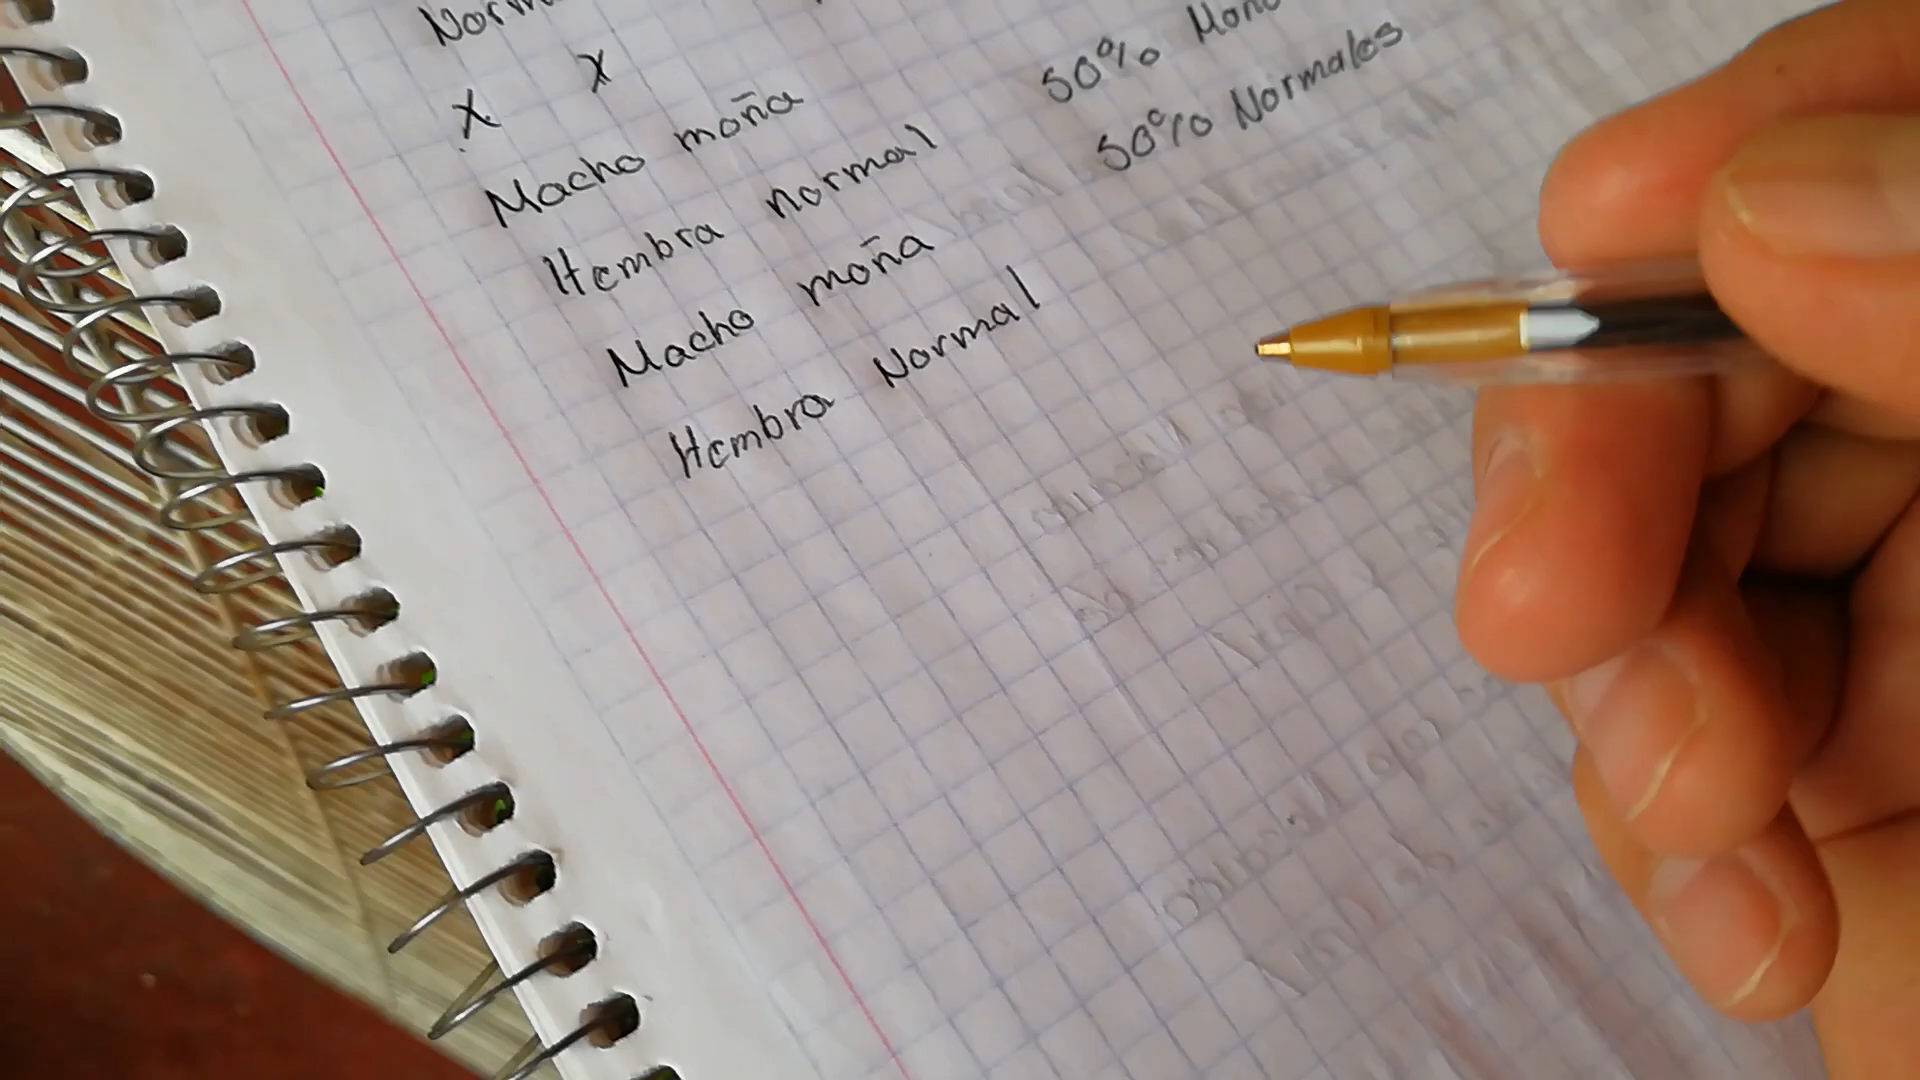 X X
Macho moña
Hembra normal
Macho moña
Hembra Normal
50%
50% Normales